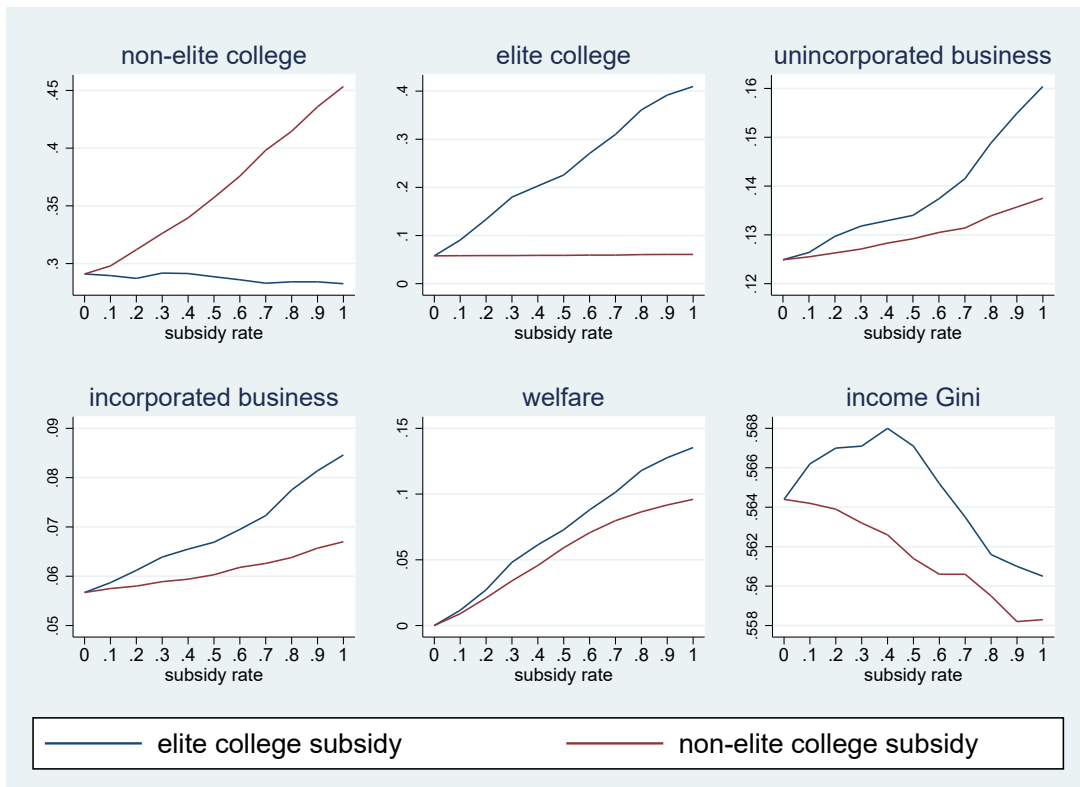 non-elite college
.45
.4
.35
.3
0 .1 .2 .3 .4 .5 .6 .7 .8 .9 1
subsidy rate
elite college
.4
.3
.2
.1
0
0 .1 .2 .3 .4 .5 .6 .7 .8 .9 1
subsidy rate
unincorporated business
.16
.15
.14
.13
.12
0 .1 .2 .3 .4 .5 .6 .7 .8 .9 1
subsidy rate
incorporated business
.09
.08
.07
.06
.05
0 .1 .2 .3 .4 .5 .6 .7 .8 .9 1
subsidy rate
welfare
.15
.1
.05
0
0 .1 .2 .3 .4 .5 .6 .7 .8 .9 1
subsidy rate
income Gini
.568
.566
.564
.562
.56
.558
0 .1 .2 .3 .4 .5 .6 .7 .8 .9 1
subsidy rate
elite college subsidy
non-elite college subsidy